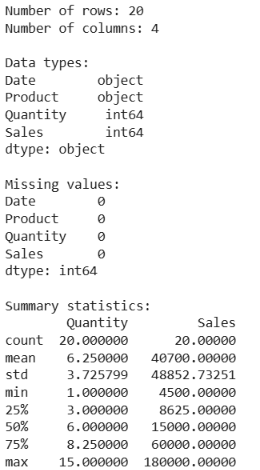 Number of rows: 20
Number of columns: 4

Data types:
Date        object
Product     object
Quantity     int64
Sales        int64
dtype: object

Missing values:
Date        0
Product     0
Quantity    0
Sales       0
dtype: int64

Summary statistics:
        Quantity         Sales
count  20.000000      20.00000
mean    6.250000   40700.00000
std     3.725799   48852.73251
min     1.000000    4500.00000
25%     3.000000    8625.00000
50%     6.000000   15000.00000
75%     8.250000   60000.00000
max    15.000000  180000.00000